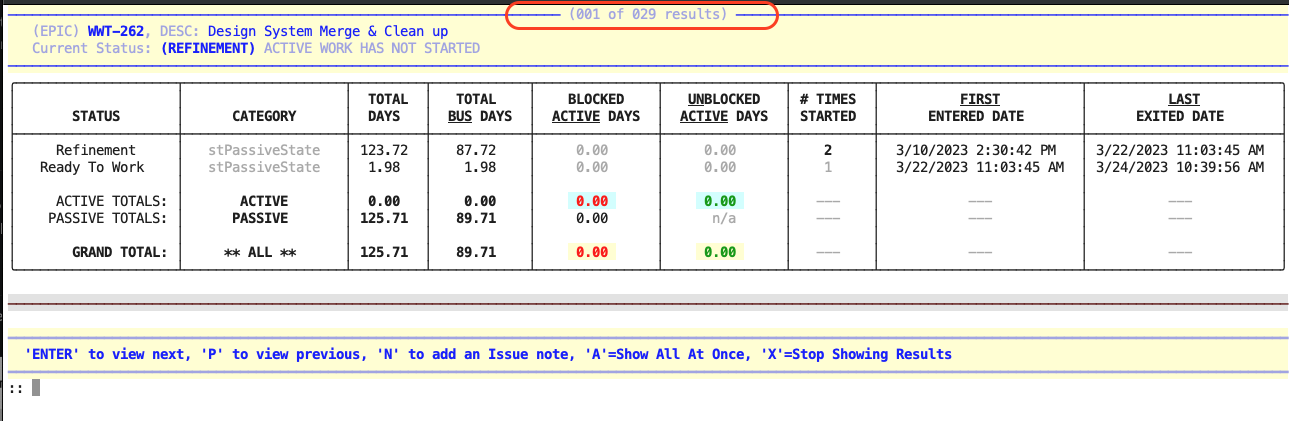 (001 of 029 results)
(EPIC) WWT-262, DESC: Design System Merge & Clean up
Current Status: (REFINEMENT) ACTIVE WORK HAS NOT STARTED
TOTAL TOTAL BLOCKED UNBLOCKED # TIMES FIRST LAST
STATUS CATEGORY DAYS BUS DAYS ACTIVE DAYS ACTIVE DAYS STARTED ENTERED DATE EXITED DATE
Refinement stPassiveState 123.72 87.72 0.00 0.00 2 3/10/2023 2:30:42 PM 3/22/2023 11:03:45 AM
Ready To Work stPassiveState 1.98 1.98 0.00 0.00 1 3/22/2023 11:03:45 AM 3/24/2023 10:39:56 AM
ACTIVE TOTALS: ACTIVE 0.00 0.00 0.00 0.00 --- --- ---
PASSIVE TOTALS: PASSIVE 125.71 89.71 0.00 n/a --- --- ---
GRAND TOTAL: ** ALL ** 125.71 89.71 0.00 0.00 --- --- ---
'ENTER' to view next, 'P' to view previous, 'N' to add an Issue note, 'A'=Show All At Once, 'X'=Stop Showing Results
::